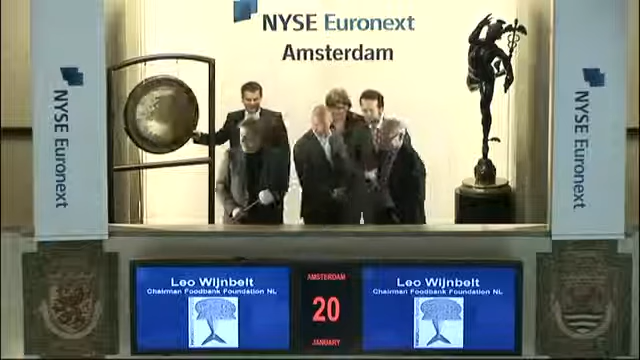 NYSE Euronext
Amsterdam
NYSE Euronext
NYSE Euronext
Leo Wijnbelt
Chairman Foodbank Foundation NL
AMSTERDAM
20
JANUARY
Leo Wijnbelt
Chairman Foodbank Foundation NL